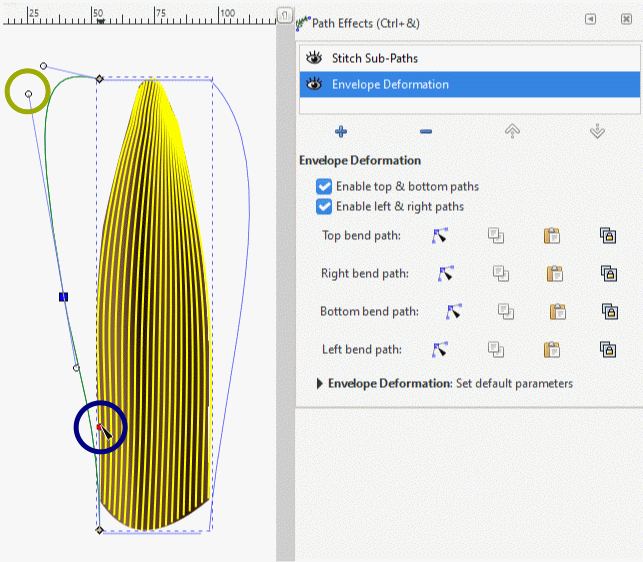 25 50 75 100
Path Effects (Ctrl+&)
Stitch Sub-Paths
Envelope Deformation
Envelope Deformation
Enable top & bottom paths
Enable left & right paths
Top bend path:
Right bend path:
Bottom bend path:
Left bend path:
Envelope Deformation: Set default parameters